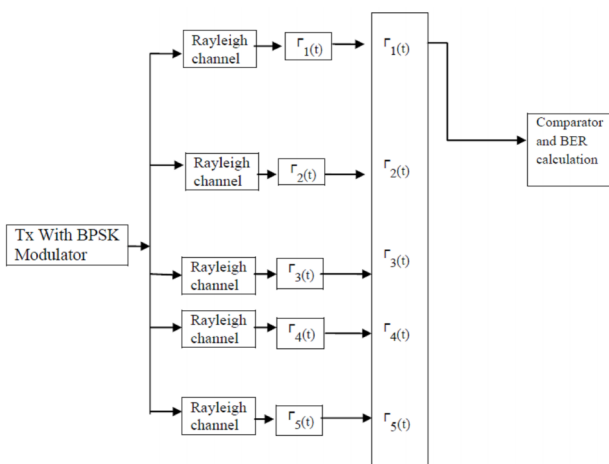 Rayleigh
channel
Γ1(t)
Γ1(t)
Comparator
and BER
calculation
Rayleigh
channel
Γ2(t)
Γ2(t)
Tx With BPSK
Modulator
Rayleigh
channel
Γ3(t)
Γ3(t)
Rayleigh
channel
Γ4(t)
Γ4(t)
Rayleigh
channel
Γ5(t)
Γ5(t)